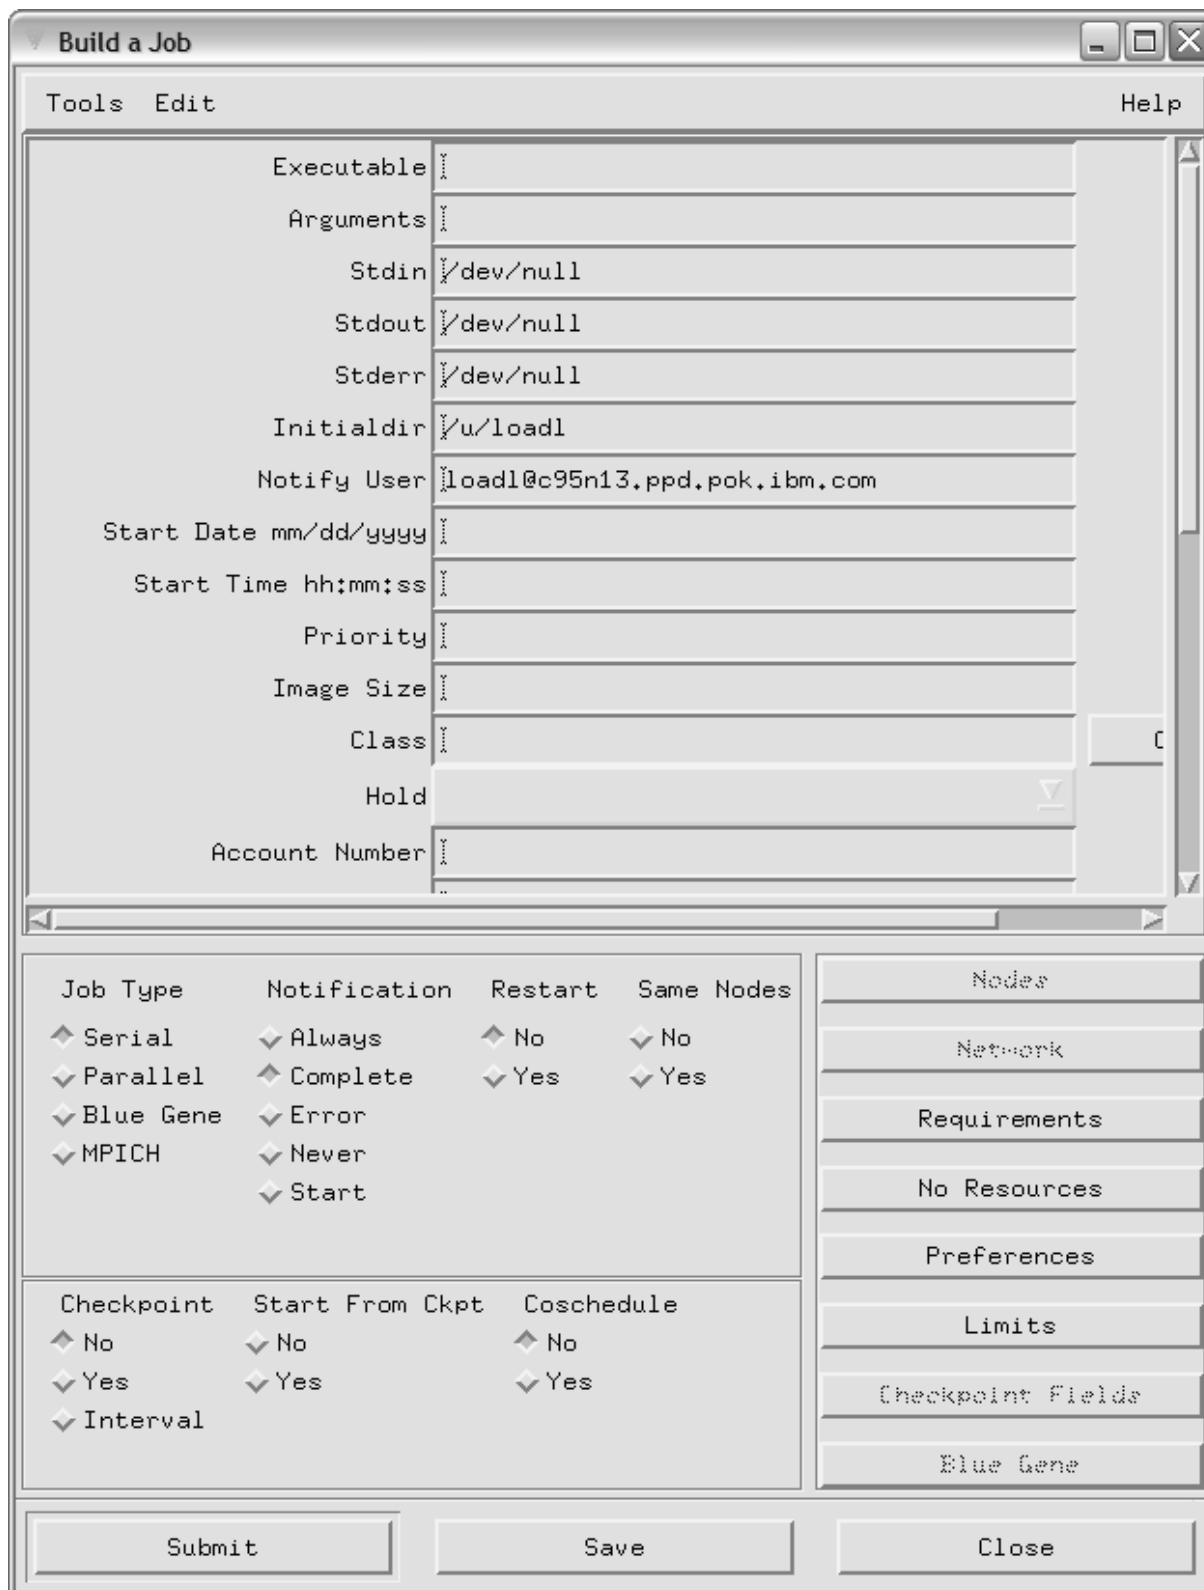 Build a Job
Tools Edit Help
Executable
Arguments
Stdin /dev/null
Stdout /dev/null
Stderr /dev/null
Initialdir /u/loadl
Notify User loadl@c95n13.ppd.pok.ibm.com
Start Date mm/dd/yyyy
Start Time hh:mm:ss
Priority
Image Size
Class
Hold
Account Number
Job Type Notification Restart Same Nodes
Serial Always No No
Parallel Complete Yes Yes
Blue Gene Error
MPICH Never
Start
Checkpoint Start From Ckpt Coschedule
No No No
Yes Yes Yes
Interval
Nodes
Network
Requirements
No Resources
Preferences
Limits
Checkpoint Fields
Blue Gene
Submit Save Close